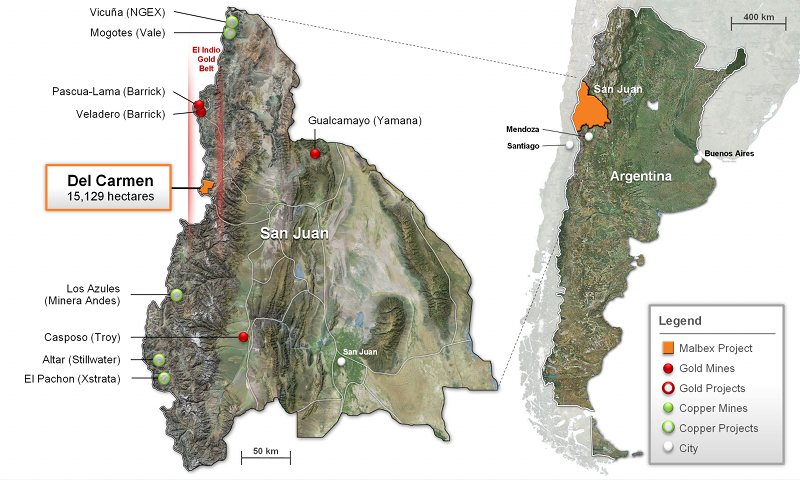 Vicuña (NGEX)
Mogotes (Vale)
El Indio
Gold
Belt
Pascua-Lama (Barrick)
Veladero (Barrick)
Gualcamayo (Yamana)
Del Carmen
15,129 hectares
San Juan
Los Azules
(Minera Andes)
Casposo (Troy)
Altar (Stillwater)
El Pachon (Xstrata)
San Juan
50 km
400 km
San Juan
Mendoza
Santiago
Buenos Aires
Argentina
Legend
Malbex Project
Gold Mines
Gold Projects
Copper Mines
Copper Projects
City